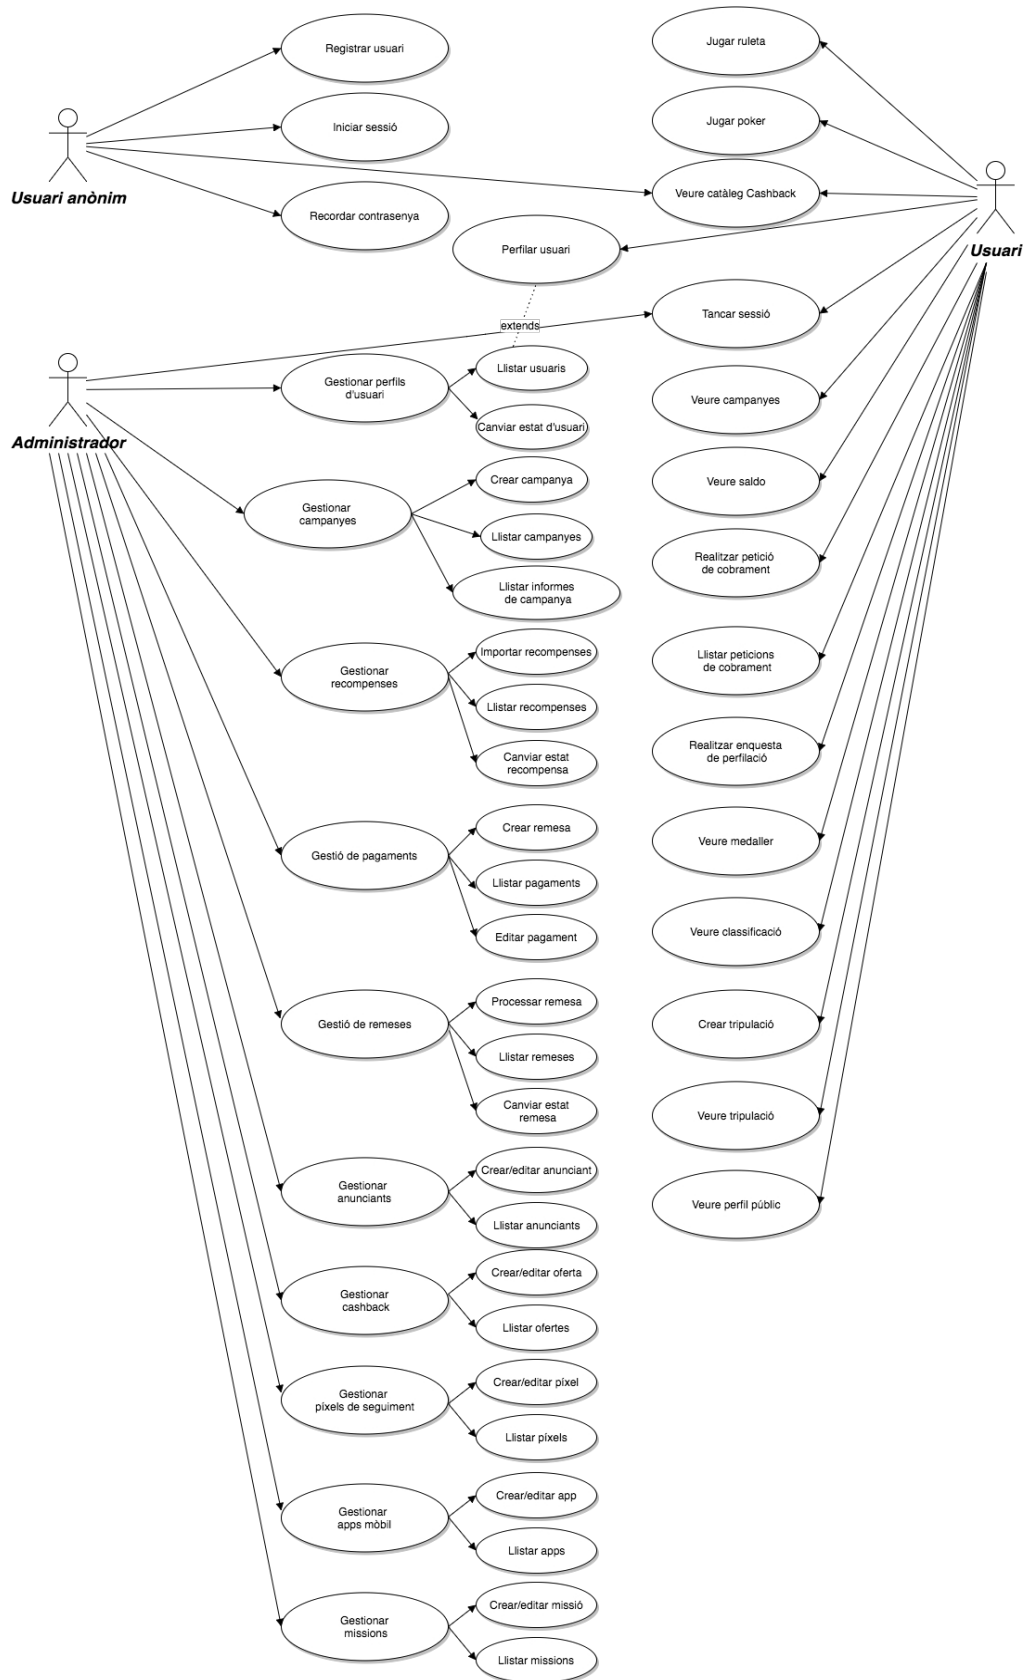 Registrar usuari
Jugar ruleta
Iniciar sessió
Jugar poker
Usuari anònim
Veure catàleg Cashback
Recordar contrasenya
Perfilar usuari
Usuari
Tancar sessió
extends
Llistar usuaris
Gestionar perfils
d'usuari
Veure campanyes
Canviar estat d'usuari
Administrador
Crear campanya
Veure saldo
Gestionar
campanyes
Llistar campanyes
Realitzar petició
de cobrament
Llistar informes
de campanya
Importar recompenses
Llistar peticions
de cobrament
Gestionar
recompenses
Llistar recompenses
Realitzar enquesta
de perfilació
Canviar estat
recompensa
Crear remesa
Veure medaller
Gestió de pagaments
Llistar pagaments
Veure classificació
Editar pagament
Processar remesa
Gestió de remeses
Crear tripulació
Llistar remeses
Canviar estat
remesa
Veure tripulació
Crear/editar anunciant
Gestionar
anunciants
Veure perfil públic
Llistar anunciants
Crear/editar oferta
Gestionar
cashback
Llistar ofertes
Crear/editar píxel
Gestionar
píxels de seguiment
Llistar píxels
Crear/editar app
Gestionar
apps mòbil
Llistar apps
Crear/editar missió
Gestionar
missions
Llistar missions